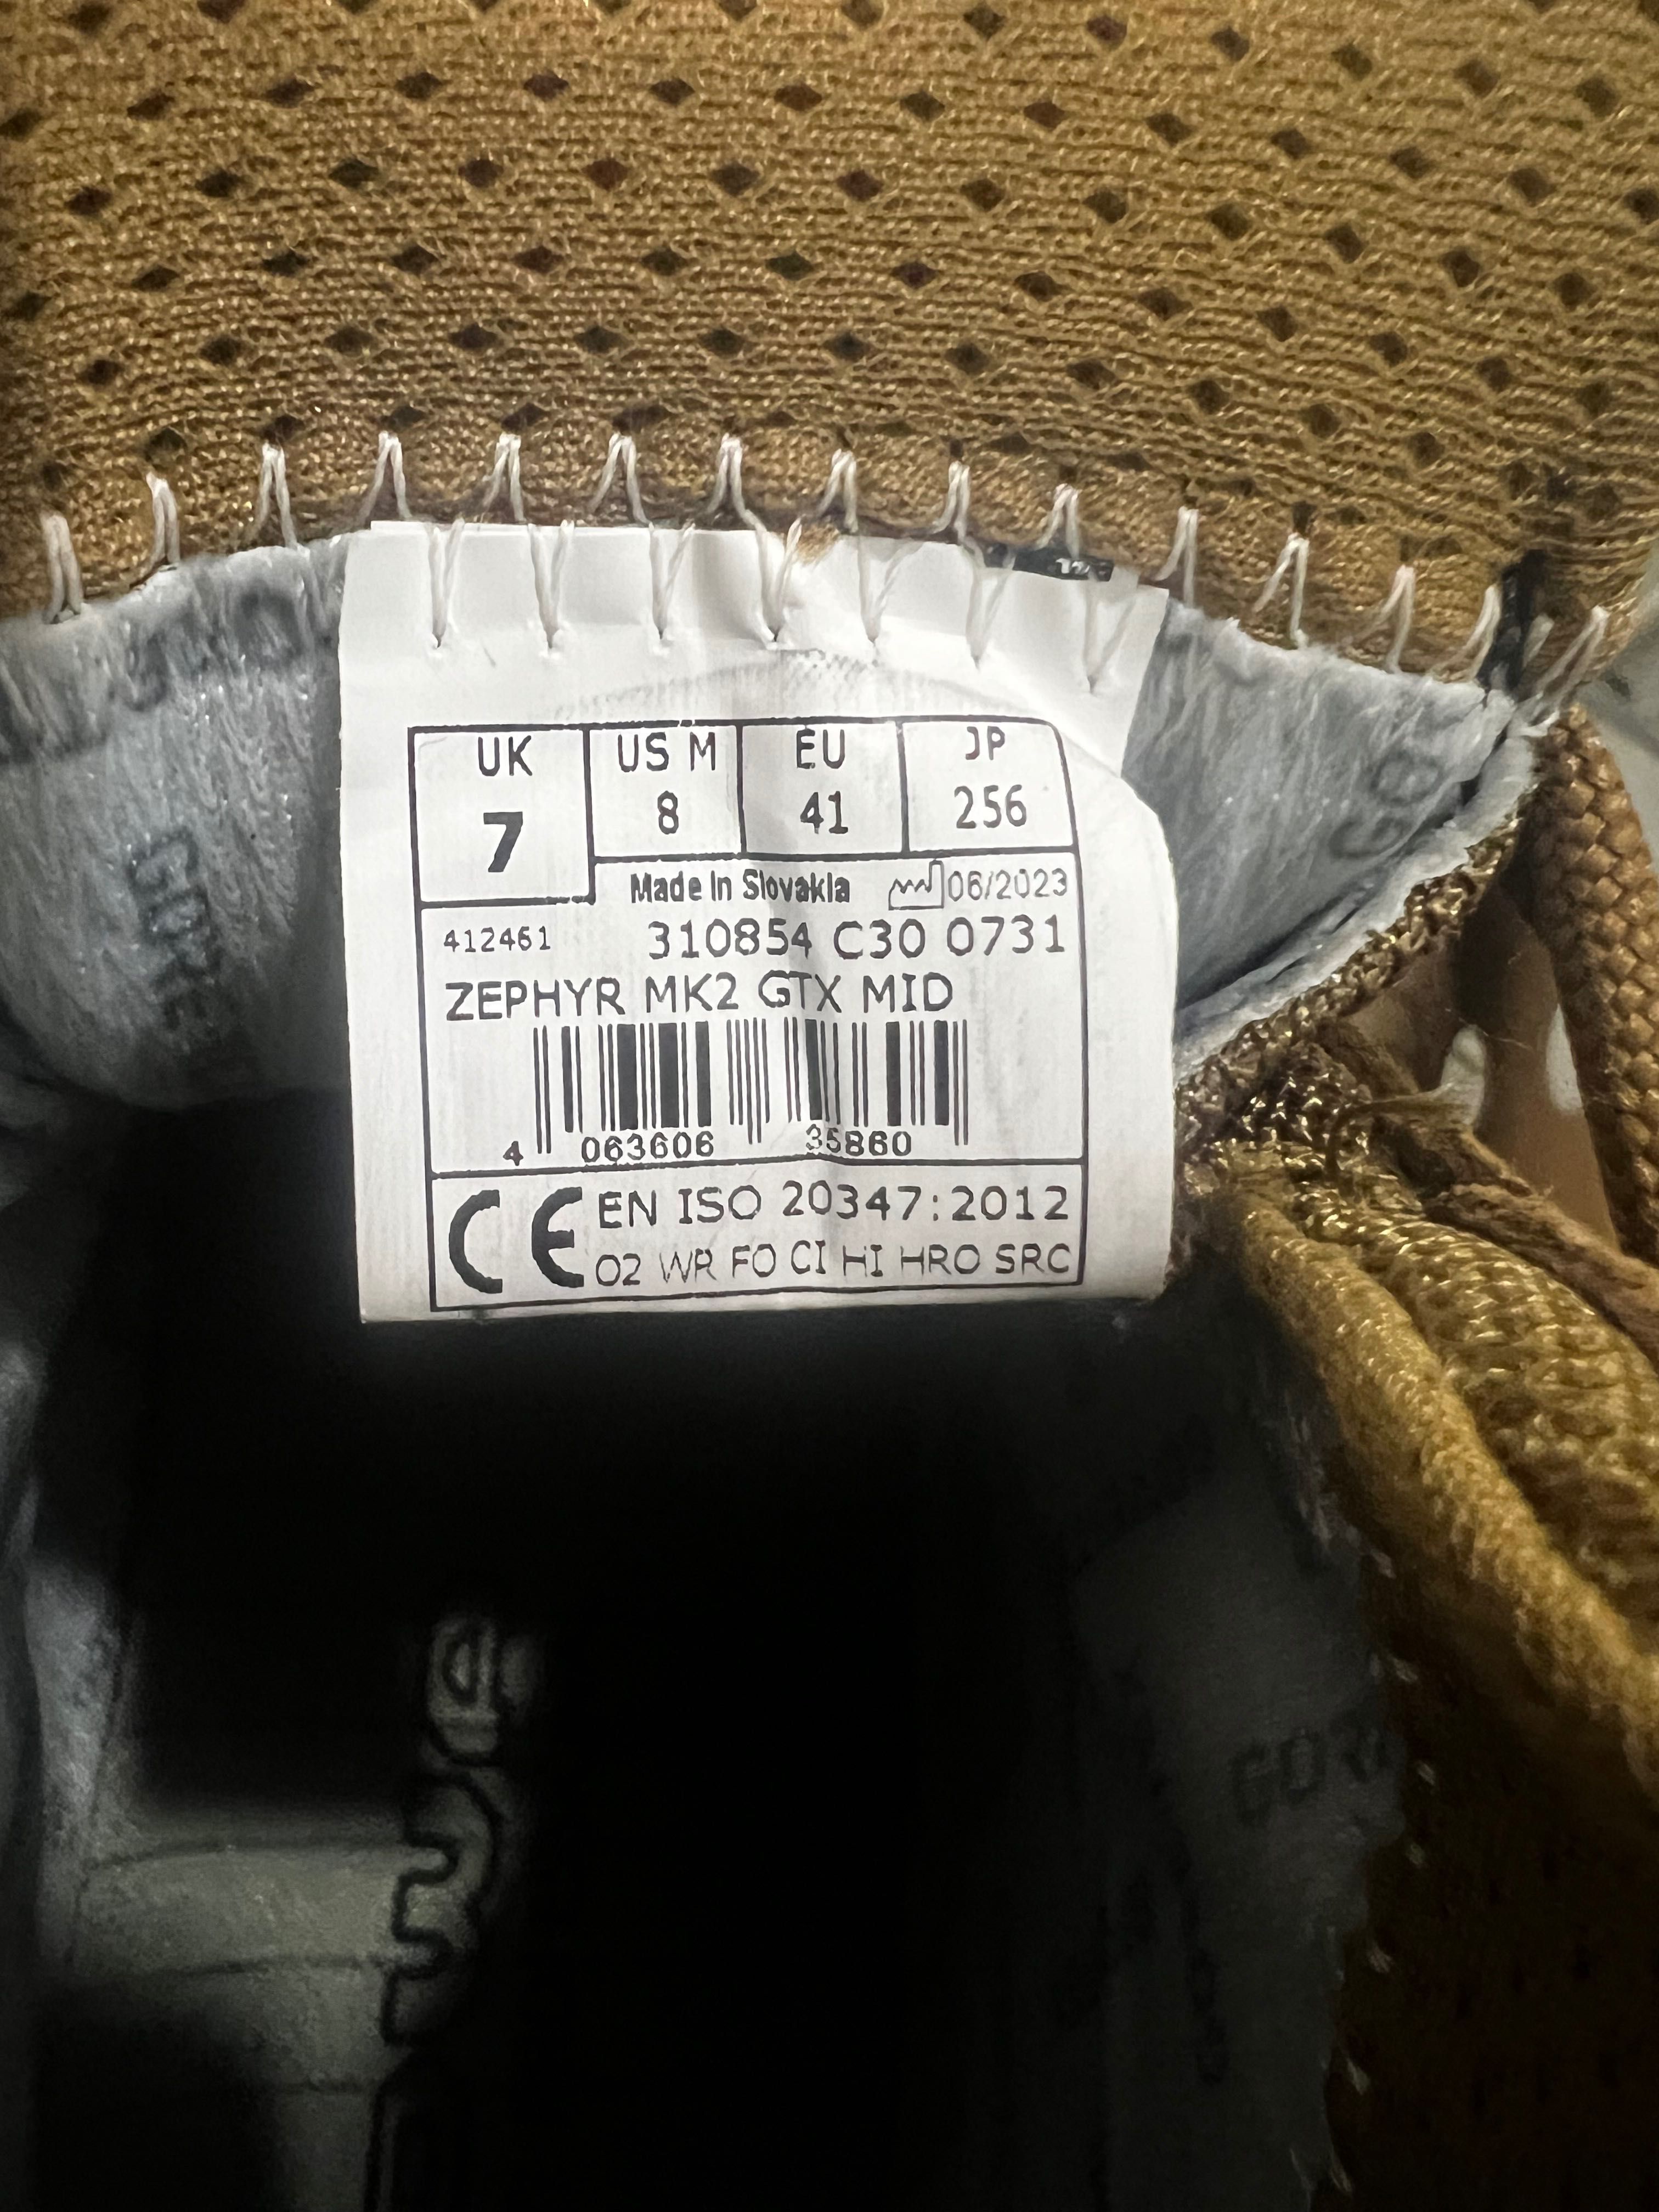 UK US M EU JP
7 8 41 256
Made In Slovakia 06/2023
412461 310854 C30 0731
ZEPHYR MK2 GTX MID
4 063606 35860
CE EN ISO 20347:2012
O2 WR FO CI HI HRO SRC